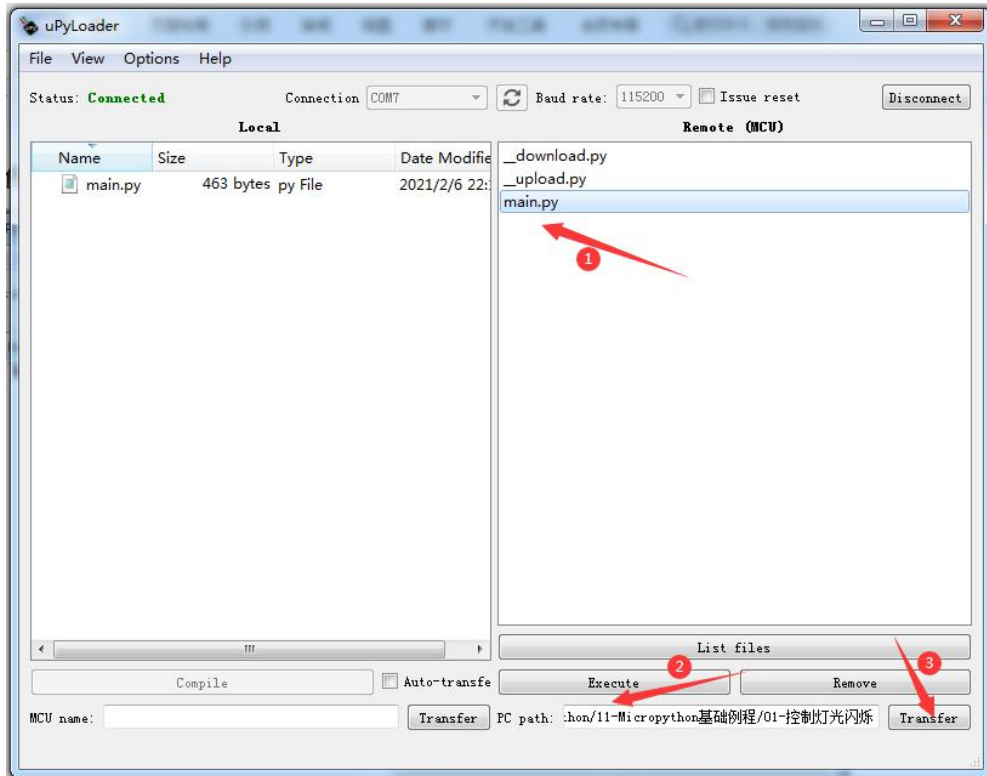 uPyLoader
File View Options Help
Status: Connected Connection COM7 Baud rate: 115200 Issue reset Disconnect
Local Remote (MCU)
Name Size Type Date Modifie
main.py 463 bytes py File 2021/2/6 22:
__download.py
__upload.py
main.py
1
List files
2
3
Compile Auto-transfe Execute Remove
MCU name: Transfer PC path: :hon/11-Micropython基础例程/01-控制灯光闪烁 Transfer